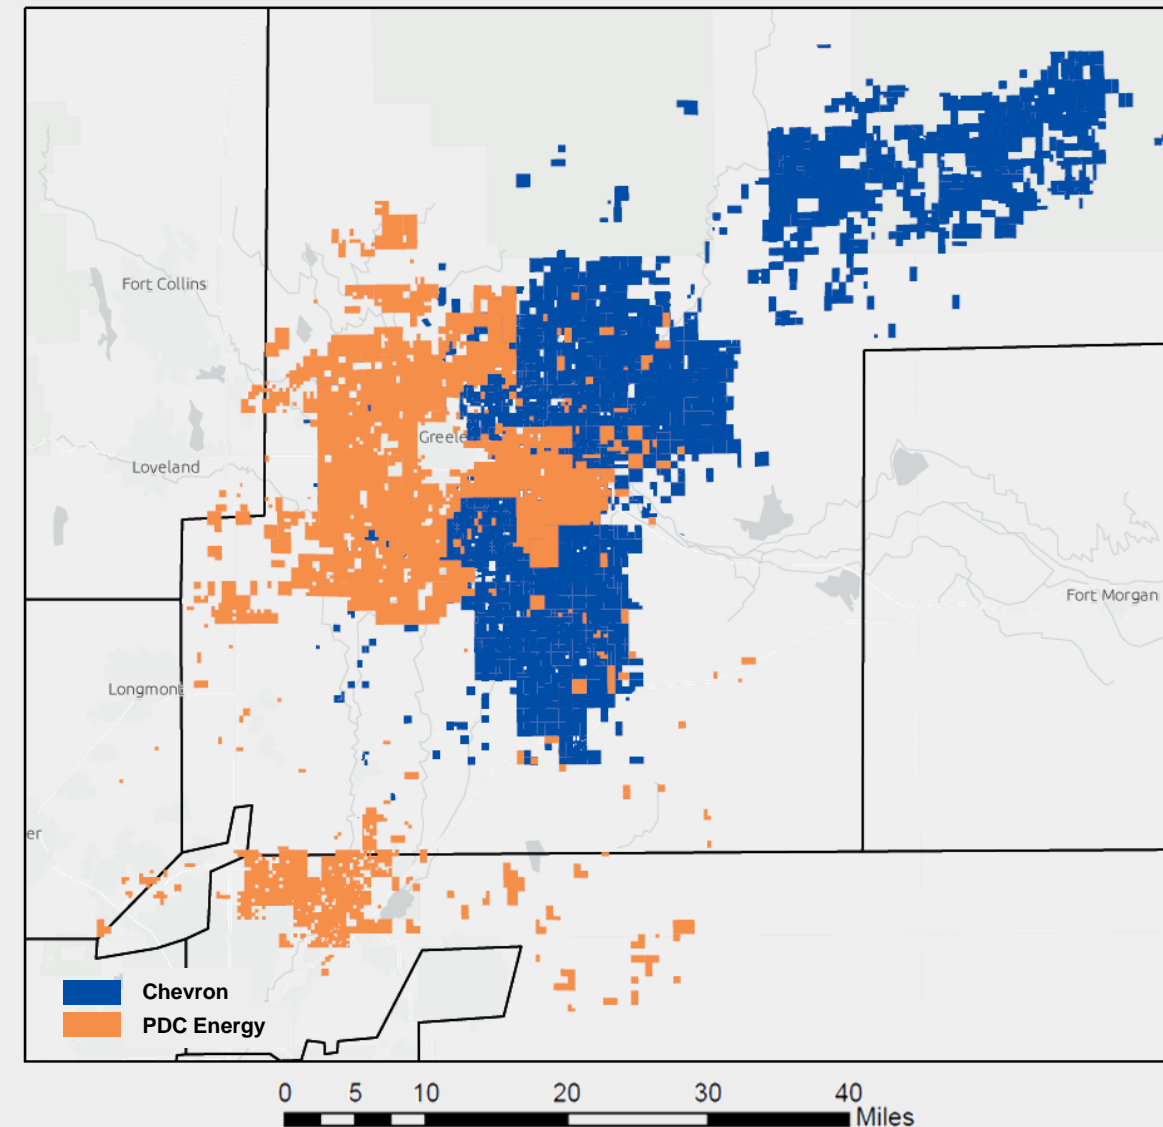 Fort Collins
Greele
Loveland
Fort Morgan
Longmont
er
Chevron
PDC Energy
0 5 10 20 30 40
Miles